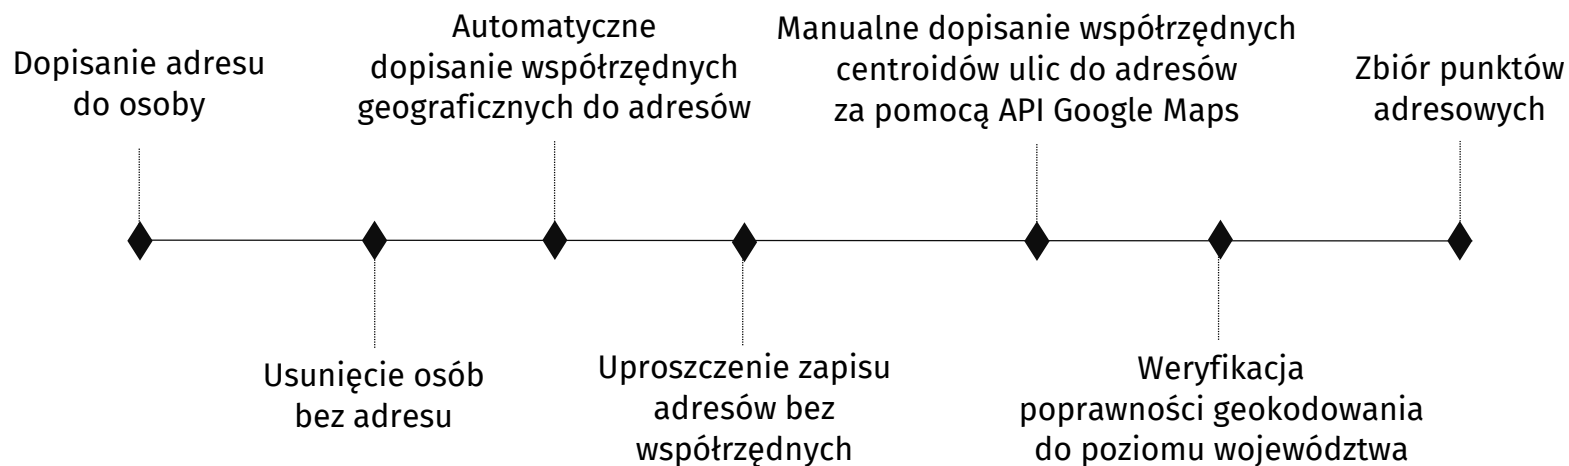 Dopisanie adresu
do osoby
Usunięcie osób
bez adresu
Automatyczne
dopisanie współrzędnych
geograficznych do adresów
Uproszczenie zapisu
adresów bez
współrzędnych
Manualne dopisanie współrzędnych
centroidów ulic do adresów
za pomocą API Google Maps
Weryfikacja
poprawności geokodowania
do poziomu województwa
Zbiór punktów
adresowych